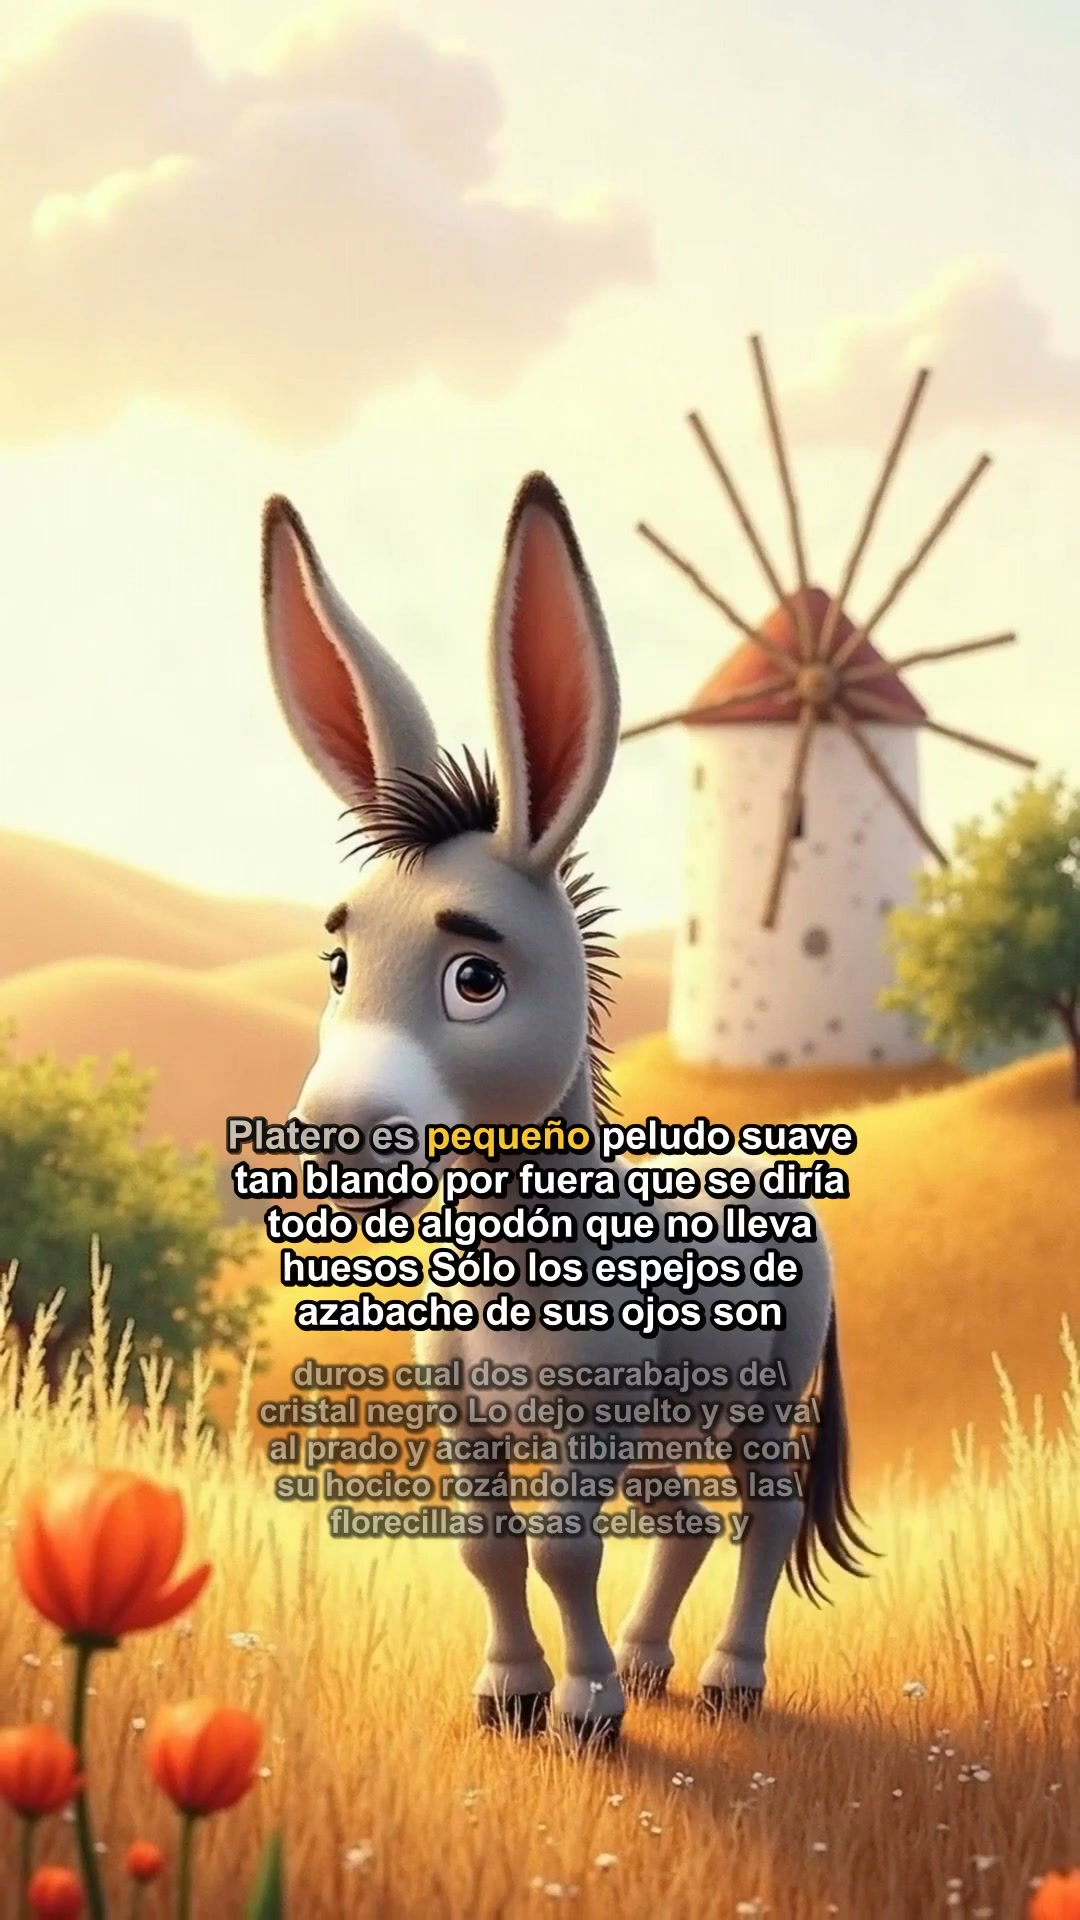 Platero es pequeño peludo suave
tan blando por fuera que se diría
todo de algodón que no lleva
huesos Sólo los espejos de
azabache de sus ojos son
duros cual dos escarabajos de\
cristal negro Lo dejo suelto y se va\
al prado y acaricia tibiamente con\
su hocico rozándolas apenas las\
florecillas rosas celestes y